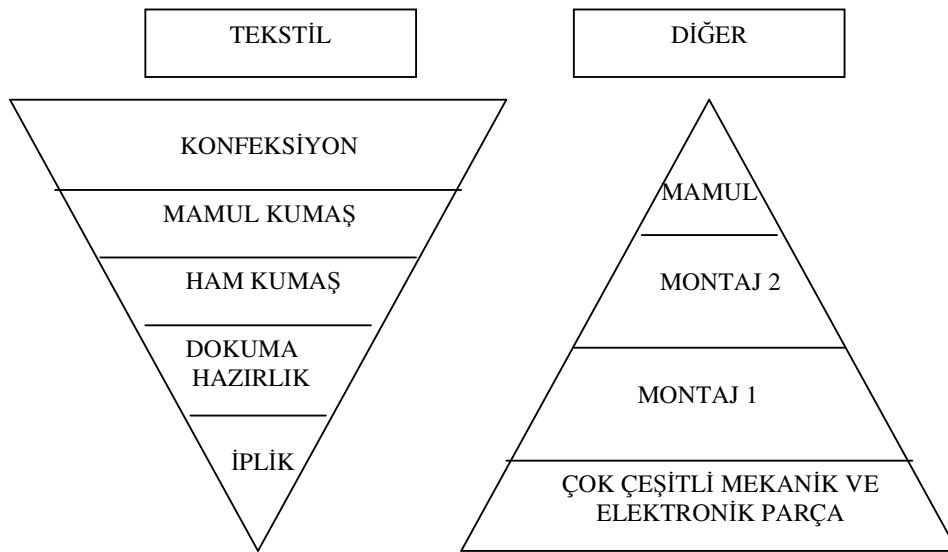 TEKSTİL
KONFEKSİYON
MAMUL KUMAŞ
HAM KUMAŞ
DOKUMA
HAZIRLIK
İPLİK
DİĞER
MAMUL
MONTAJ 2
MONTAJ 1
ÇOK ÇEŞİTLİ MEKANİK VE
ELEKTRONİK PARÇA